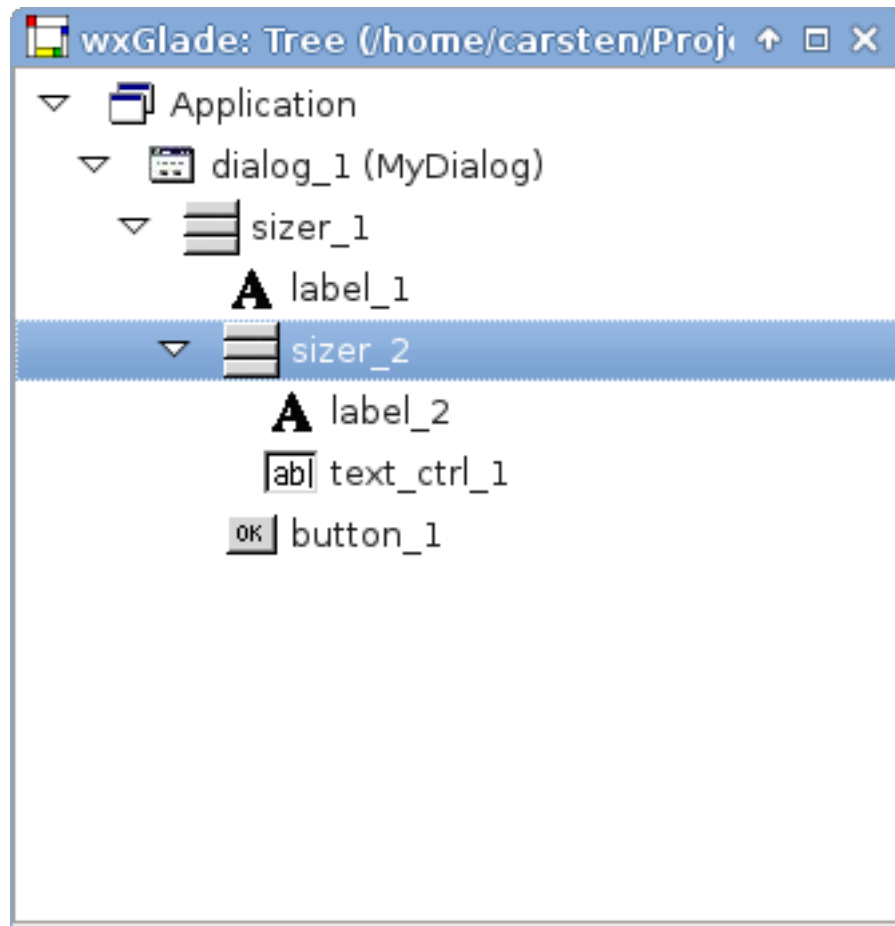 wxGlade: Tree (/home/carsten/Proj
Application
dialog_1 (MyDialog)
sizer_1
A label_1
sizer_2
A label_2
ab text_ctrl_1
OK button_1